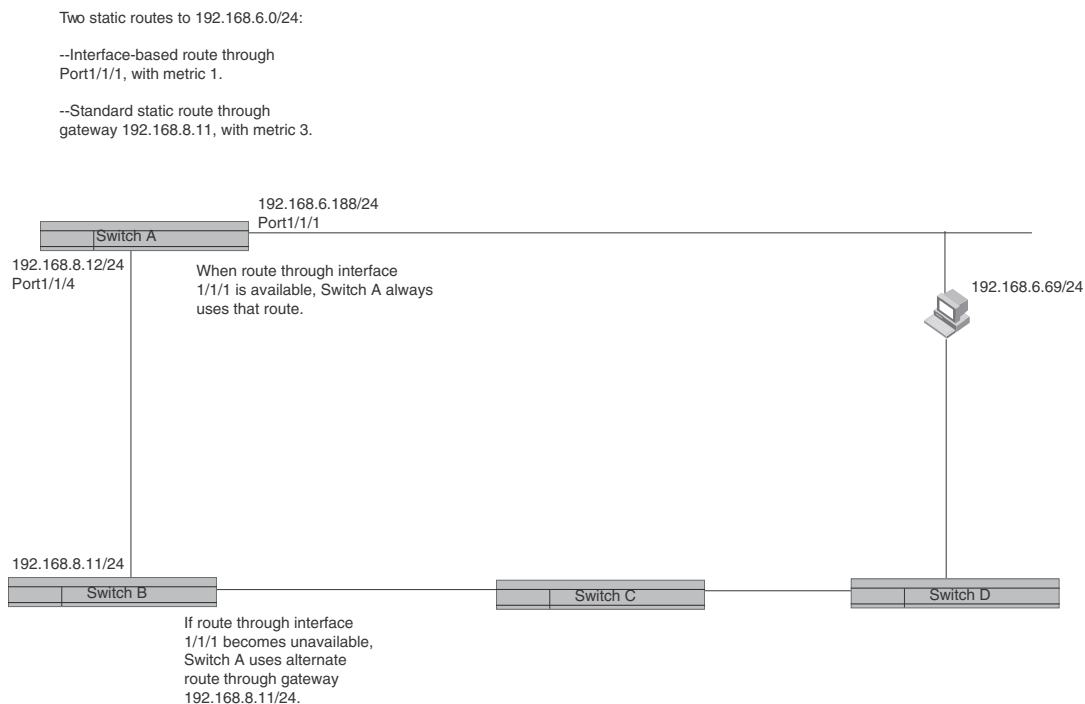 Two static routes to 192.168.6.0/24:
--Interface-based route through
Port1/1/1, with metric 1.
--Standard static route through
gateway 192.168.8.11, with metric 3.
192.168.6.188/24
Port1/1/1
Switch A
192.168.8.12/24
Port1/1/4
When route through interface
1/1/1 is available, Switch A always
uses that route.
192.168.6.69/24
192.168.8.11/24
Switch B
Switch C
Switch D
If route through interface
1/1/1 becomes unavailable,
Switch A uses alternate
route through gateway
192.168.8.11/24.